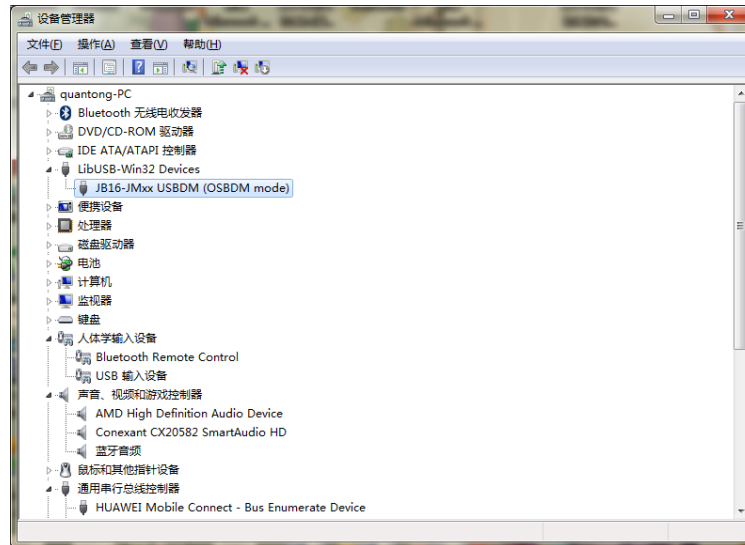 设备管理器
文件(F) 操作(A) 查看(V) 帮助(H)
quantong-PC
Bluetooth 无线电收发器
DVD/CD-ROM 驱动器
IDE ATA/ATAPI 控制器
LibUSB-Win32 Devices
JB16-JMxx USBDM (OSBDM mode)
便携设备
处理器
磁盘驱动器
电池
计算机
监视器
键盘
人体学输入设备
Bluetooth Remote Control
USB 输入设备
声音、视频和游戏控制器
AMD High Definition Audio Device
Conexant CX20582 SmartAudio HD
蓝牙音频
鼠标和其他指针设备
通用串行总线控制器
HUAWEI Mobile Connect - Bus Enumerate Device